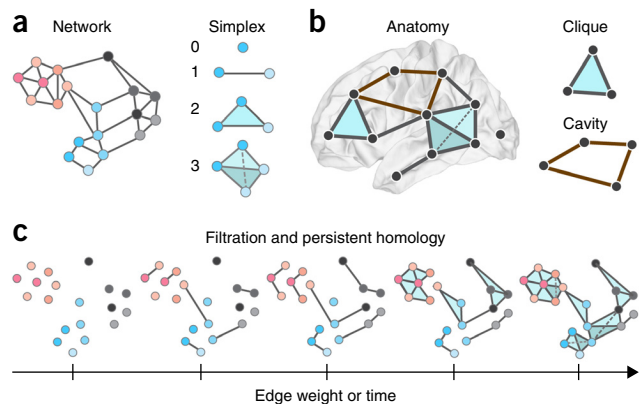 a
Network
Simplex
0
1
2
3
b
Anatomy
Clique
Cavity
c
Filtration and persistent homology
Edge weight or time